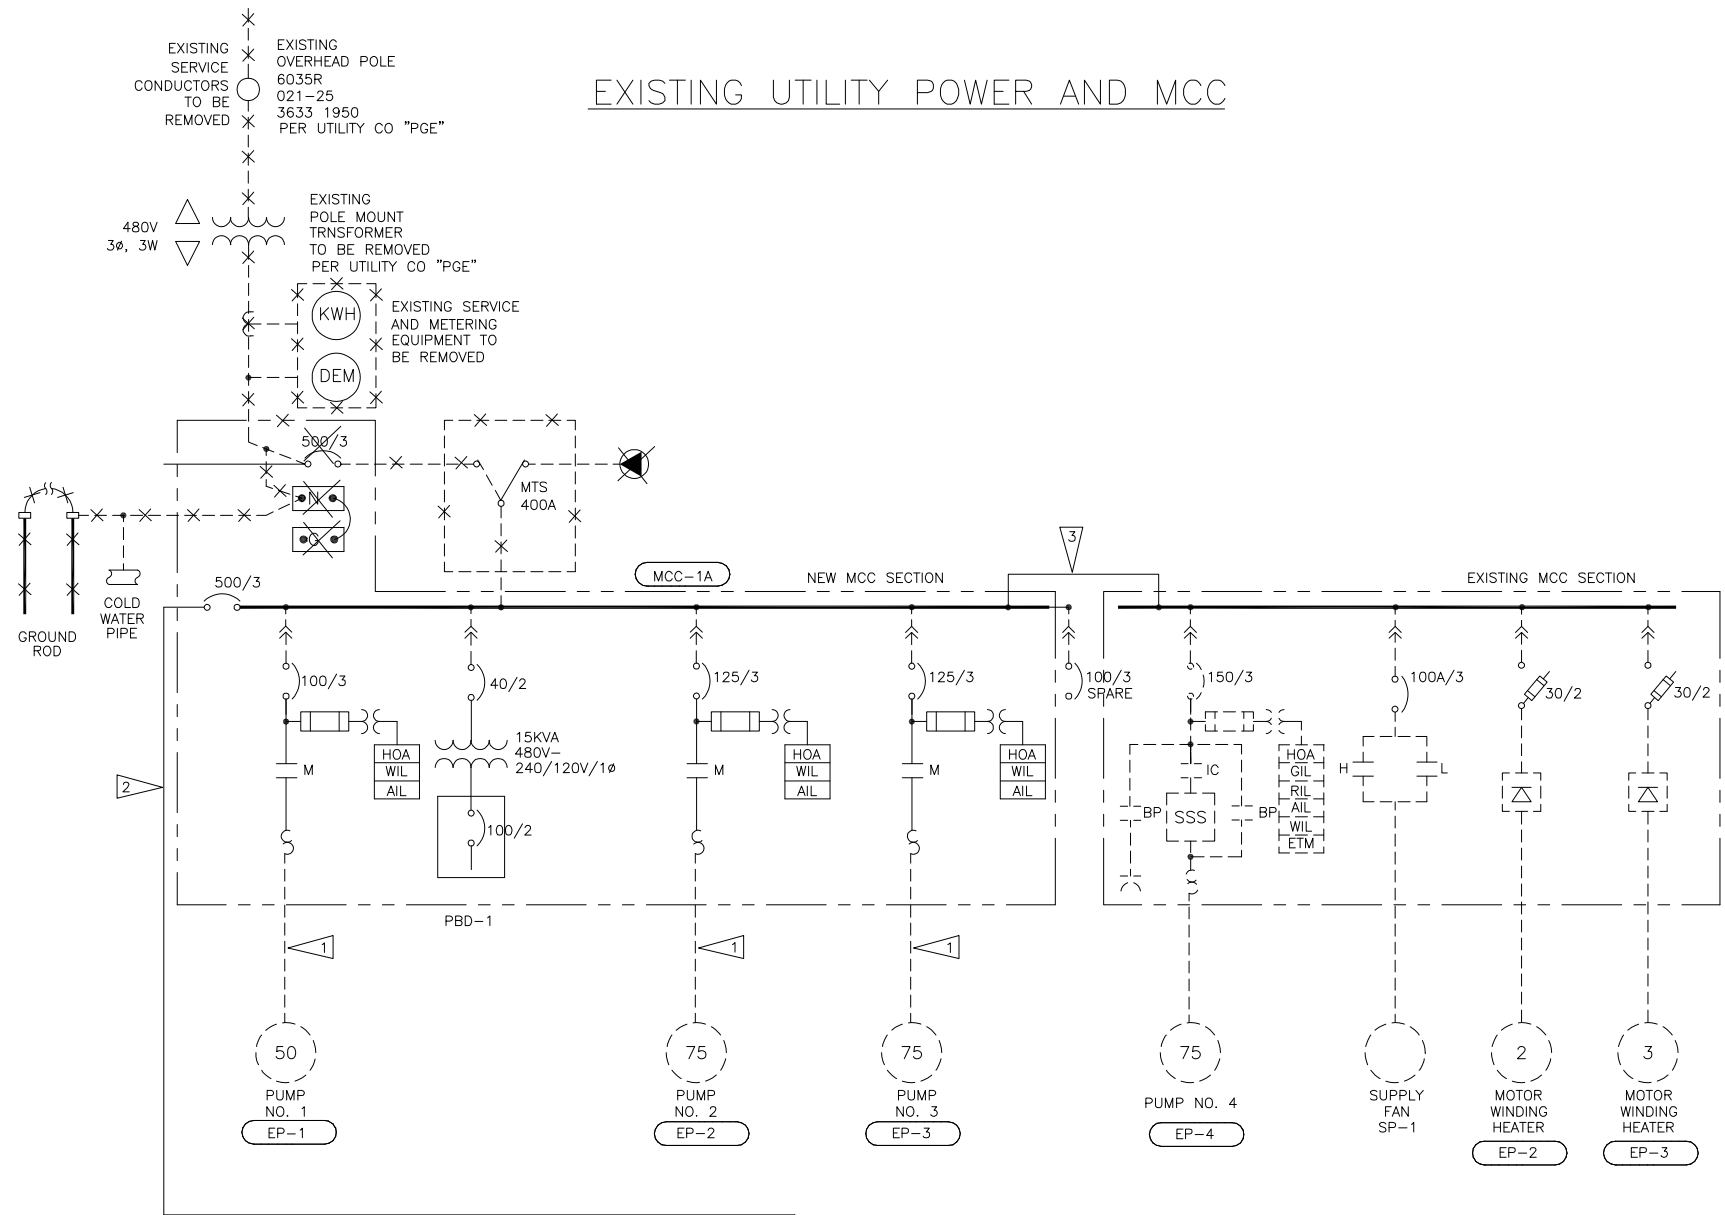 EXISTING UTILITY POWER AND MCC
EXISTING
SERVICE
CONDUCTORS
TO BE
REMOVED
EXISTING
OVERHEAD POLE
6035R
021-25
3633 1950
PER UTILITY CO "PGE"
480V
3ø, 3W
EXISTING
POLE MOUNT
TRNSFORMER
TO BE REMOVED
PER UTILITY CO "PGE"
KWH
DEM
EXISTING SERVICE
AND METERING
EQUIPMENT TO
BE REMOVED
500/3
N
G
MTS
400A
GROUND
ROD
COLD
WATER
PIPE
500/3
MCC-1A
NEW MCC SECTION
3
EXISTING MCC SECTION
2
100/3
M
HOA
WIL
AIL
40/2
15KVA
480V-
240/120V/1ø
100/2
PBD-1
125/3
M
HOA
WIL
AIL
125/3
M
HOA
WIL
AIL
100/3
SPARE
150/3
IC
BP
SSS
BP
HOA
GIL
RIL
AIL
WIL
ETM
100A/3
H
L
30/2
30/2
1
1
1
50
PUMP
NO. 1
EP-1
75
PUMP
NO. 2
EP-2
75
PUMP
NO. 3
EP-3
75
PUMP NO. 4
EP-4
SUPPLY
FAN
SP-1
2
MOTOR
WINDING
HEATER
EP-2
3
MOTOR
WINDING
HEATER
EP-3